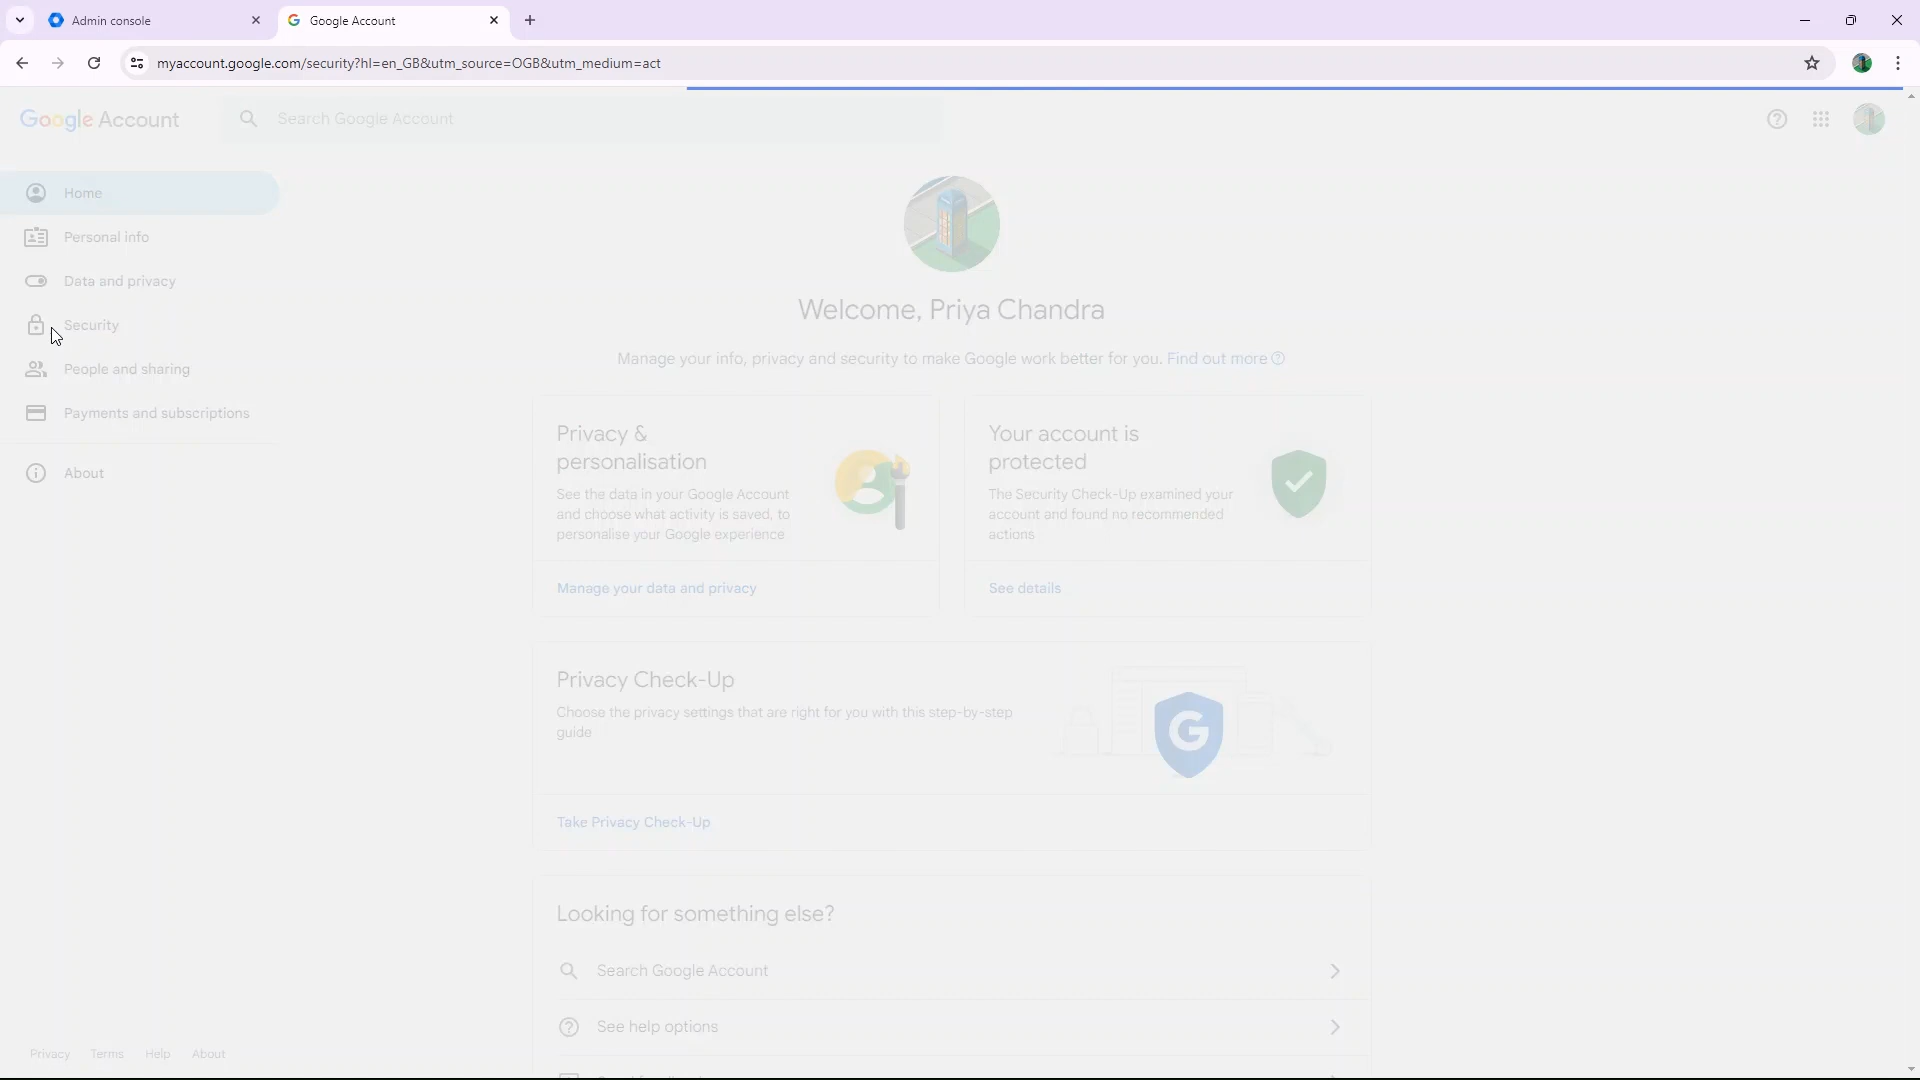 Admin console
Google Account
myaccount.google.com/security?hl=en_GB&utm_source=OGB&utm_medium=act
Google Account
Search Google Account
Home
Personal info
Data and privacy
Security
People and sharing
Payments and subscriptions
About
Welcome, Priya Chandra
Manage your info, privacy and security to make Google work better for you. Find out more
Privacy &
personalisation
See the data in your Google Account
and choose what activity is saved, to
personalise your Google experience
Manage your data and privacy
Your account is
protected
The Security Check-Up examined your
account and found no recommended
actions
See details
Privacy Check-Up
Choose the privacy settings that are right for you with this step-by-step
guide
Take Privacy Check-Up
Looking for something else?
Search Google Account
See help options
Privacy Terms Help About